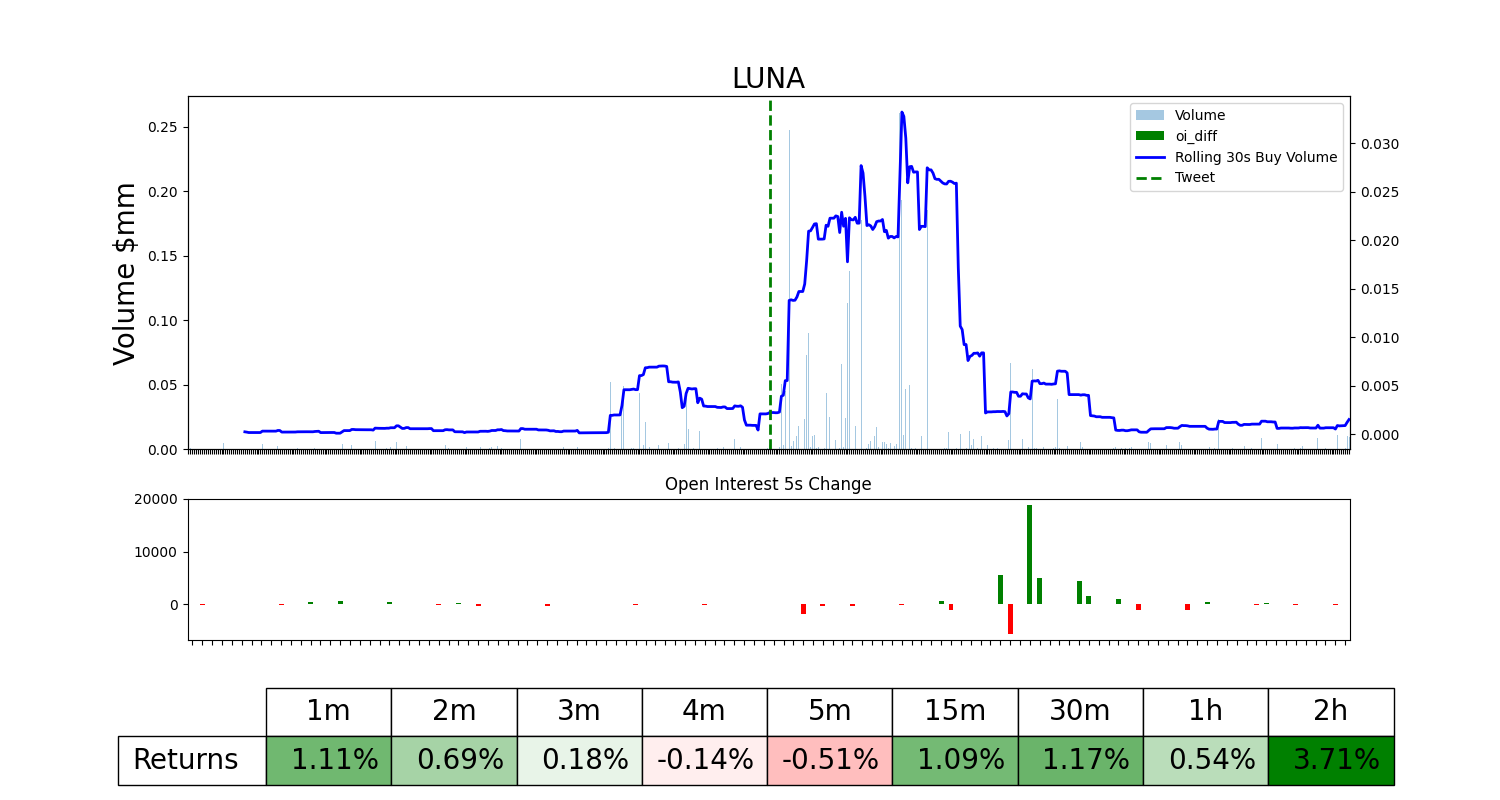 LUNA
Volume $mm
0.25
0.20
0.15
0.10
0.05
0.00
Volume
oi_diff
Rolling 30s Buy Volume
Tweet
0.030
0.025
0.020
0.015
0.010
0.005
0.000
Open Interest 5s Change
20000
10000
0
1m 2m 3m 4m 5m 15m 30m 1h 2h
Returns 1.11% 0.69% 0.18% -0.14% -0.51% 1.09% 1.17% 0.54% 3.71%